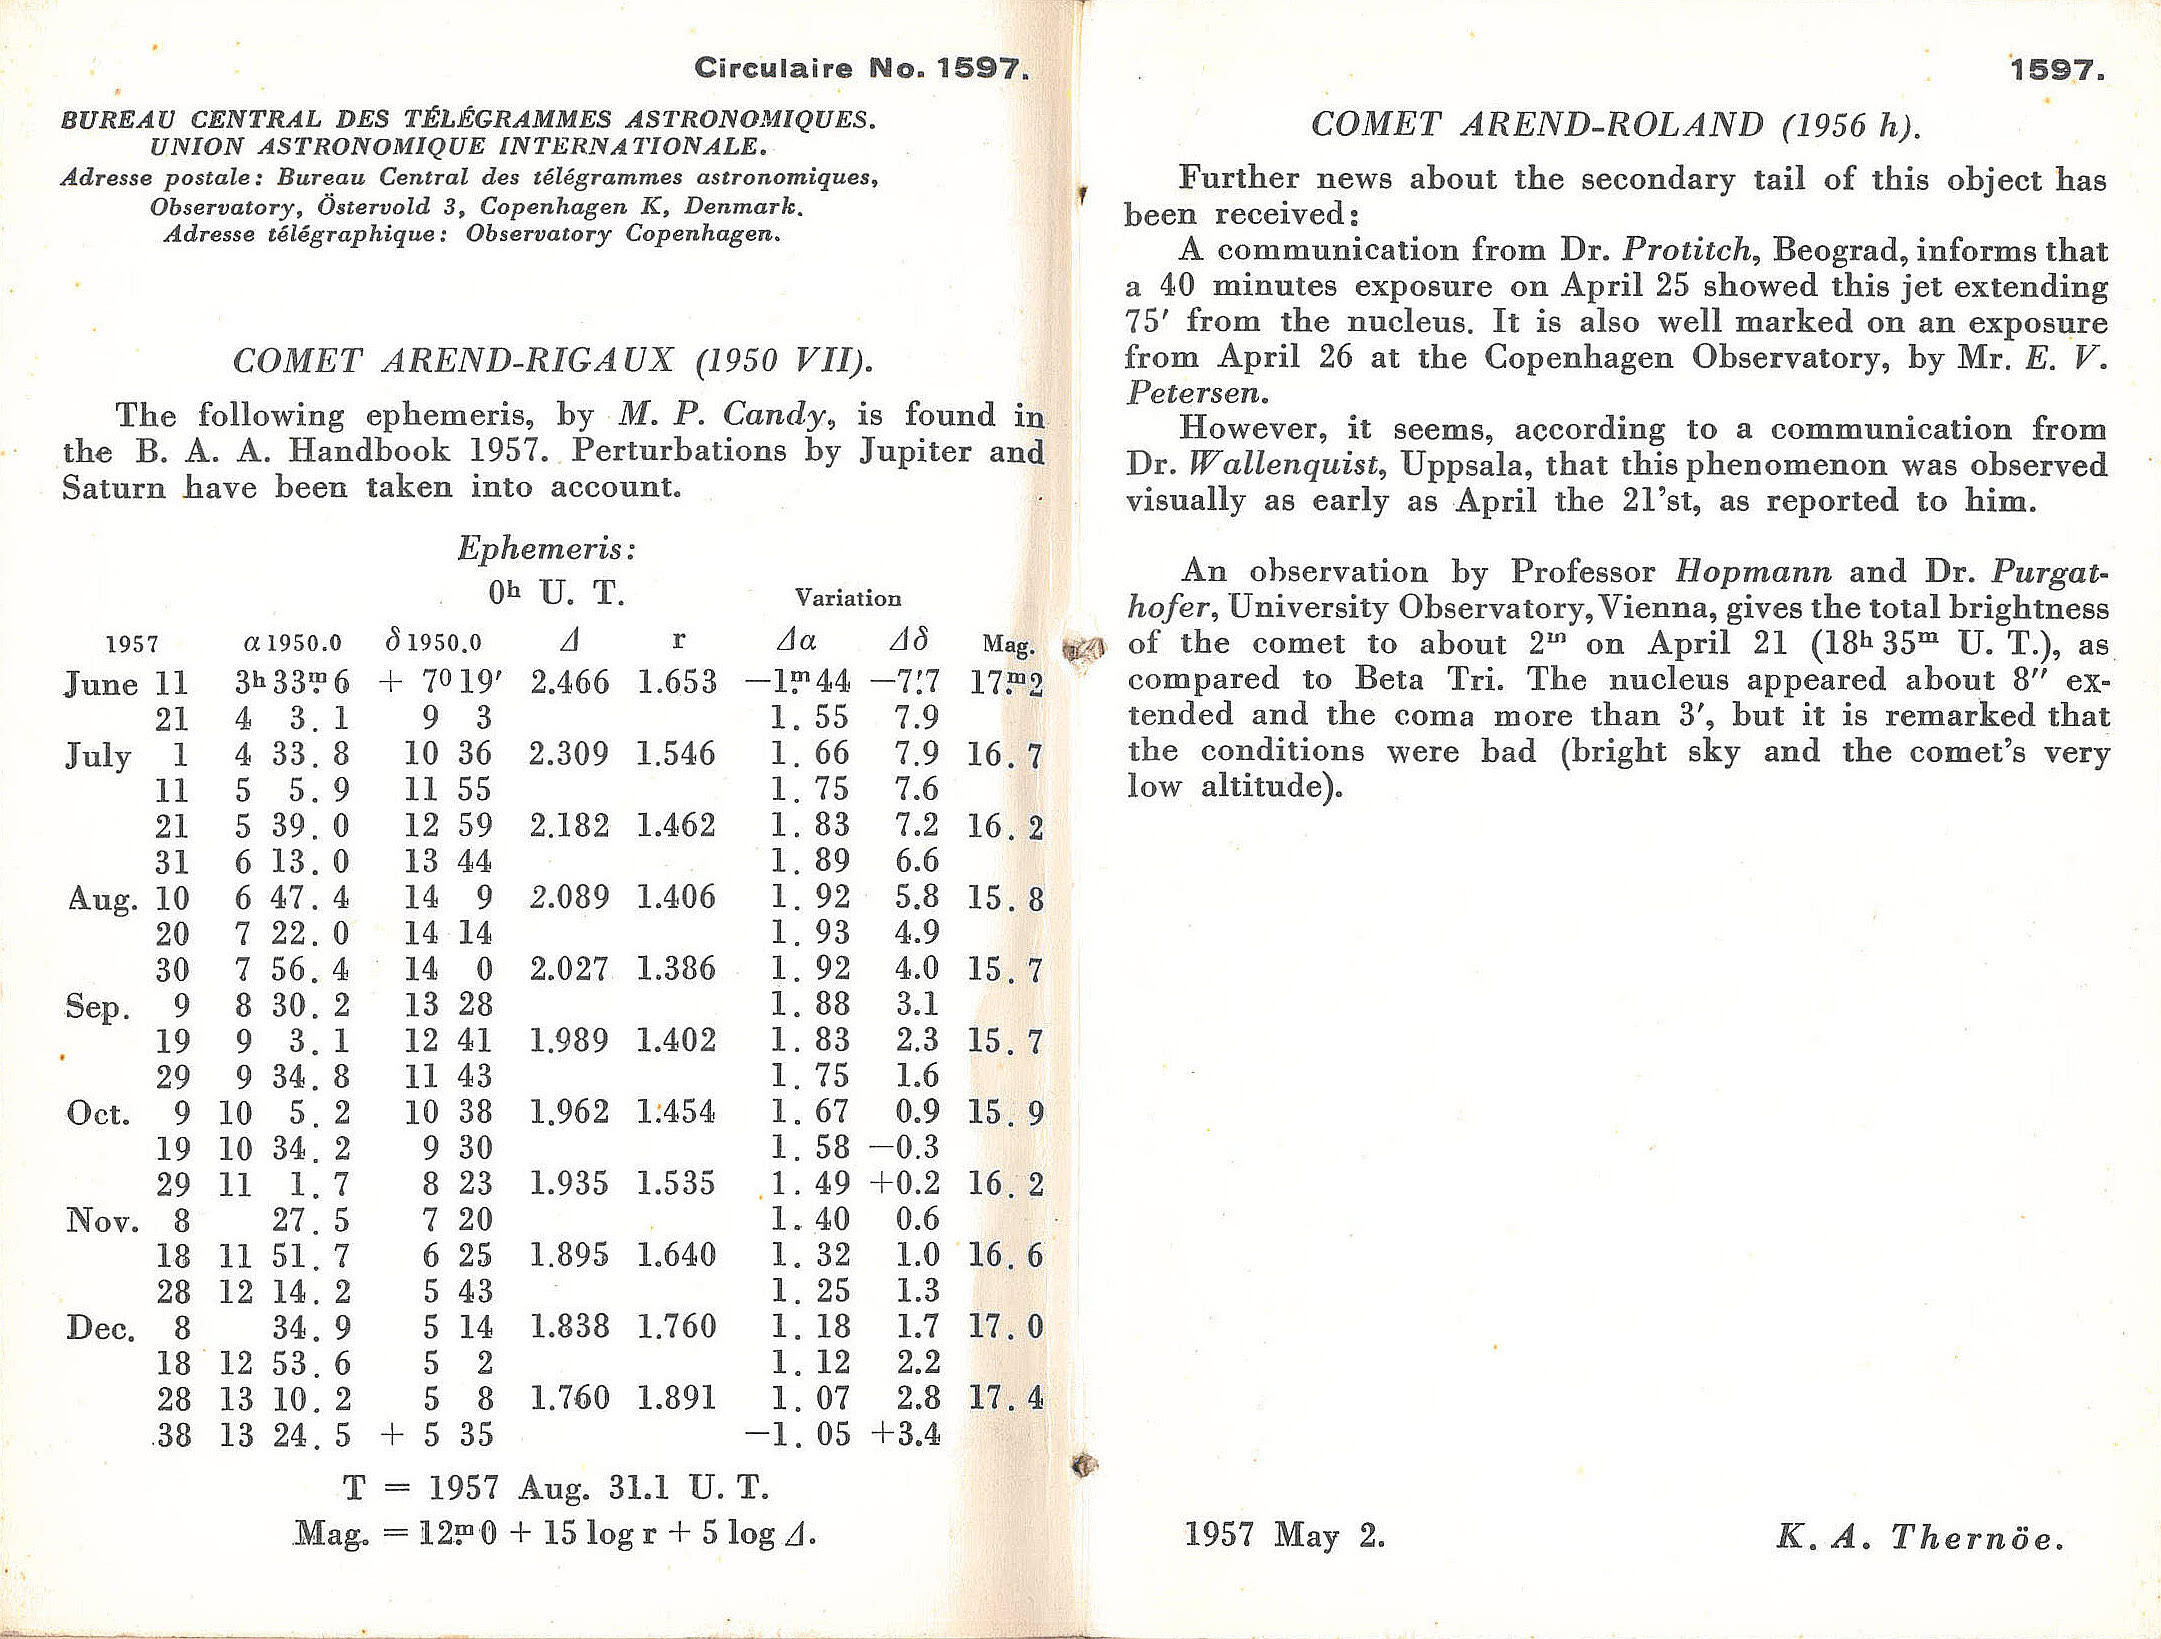 Circulaire No. 1597.
BUREAU CENTRAL DES TÉLÉGRAMMES ASTRONOMIQUES.
UNION ASTRONOMIQUE INTERNATIONALE.
Adresse postale: Bureau Central des télégrammes astronomiques,
Observatory, Östervold 3, Copenhagen K, Denmark.
Adresse télégraphique: Observatory Copenhagen.
COMET AREND-RIGAUX (1950 VII).
The following ephemeris, by M. P. Candy, is found in
the B. A. A. Handbook 1957. Perturbations by Jupiter and
Saturn have been taken into account.
Ephemeris:
0ʰ U. T. Variation
1957 α 1950.0 δ 1950.0 Δ r Δα Δδ Mag.
June 11 3ʰ 33ᵐ.6 + 7° 19′ 2.466 1.653 —1ᵐ.44 —7′.7 17ᵐ.2
21 4 3.1 9 3 1.55 7.9
July 1 4 33.8 10 36 2.309 1.546 1.66 7.9 16.7
11 5 5.9 11 55 1.75 7.6
21 5 39.0 12 59 2.182 1.462 1.83 7.2 16.2
31 6 13.0 13 44 1.89 6.6
Aug. 10 6 47.4 14 9 2.089 1.406 1.92 5.8 15.8
20 7 22.0 14 14 1.93 4.9
30 7 56.4 14 0 2.027 1.386 1.92 4.0 15.7
Sep. 9 8 30.2 13 28 1.88 3.1
19 9 3.1 12 41 1.989 1.402 1.83 2.3 15.7
29 9 34.8 11 43 1.75 1.6
Oct. 9 10 5.2 10 38 1.962 1.454 1.67 0.9 15.9
19 10 34.2 9 30 1.58 —0.3
29 11 1.7 8 23 1.935 1.535 1.49 +0.2 16.2
Nov. 8 27.5 7 20 1.40 0.6
18 11 51.7 6 25 1.895 1.640 1.32 1.0 16.6
28 12 14.2 5 43 1.25 1.3
Dec. 8 34.9 5 14 1.838 1.760 1.18 1.7 17.0
18 12 53.6 5 2 1.12 2.2
28 13 10.2 5 8 1.760 1.891 1.07 2.8 17.4
38 13 24.5 + 5 35 —1.05 +3.4
T = 1957 Aug. 31.1 U. T.
Mag. = 12ᵐ.0 + 15 log r + 5 log Δ.
1597.
COMET AREND-ROLAND (1956 h).
Further news about the secondary tail of this object has
been received:
A communication from Dr. Protitch, Beograd, informs that
a 40 minutes exposure on April 25 showed this jet extending
75′ from the nucleus. It is also well marked on an exposure
from April 26 at the Copenhagen Observatory, by Mr. E. V.
Petersen.
However, it seems, according to a communication from
Dr. Wallenquist, Uppsala, that this phenomenon was observed
visually as early as April the 21'st, as reported to him.
An observation by Professor Hopmann and Dr. Purgat-
hofer, University Observatory, Vienna, gives the total brightness
of the comet to about 2ᵐ on April 21 (18ʰ 35ᵐ U. T.), as
compared to Beta Tri. The nucleus appeared about 8″ ex-
tended and the coma more than 3′, but it is remarked that
the conditions were bad (bright sky and the comet's very
low altitude).
1957 May 2. K. A. Thernöe.